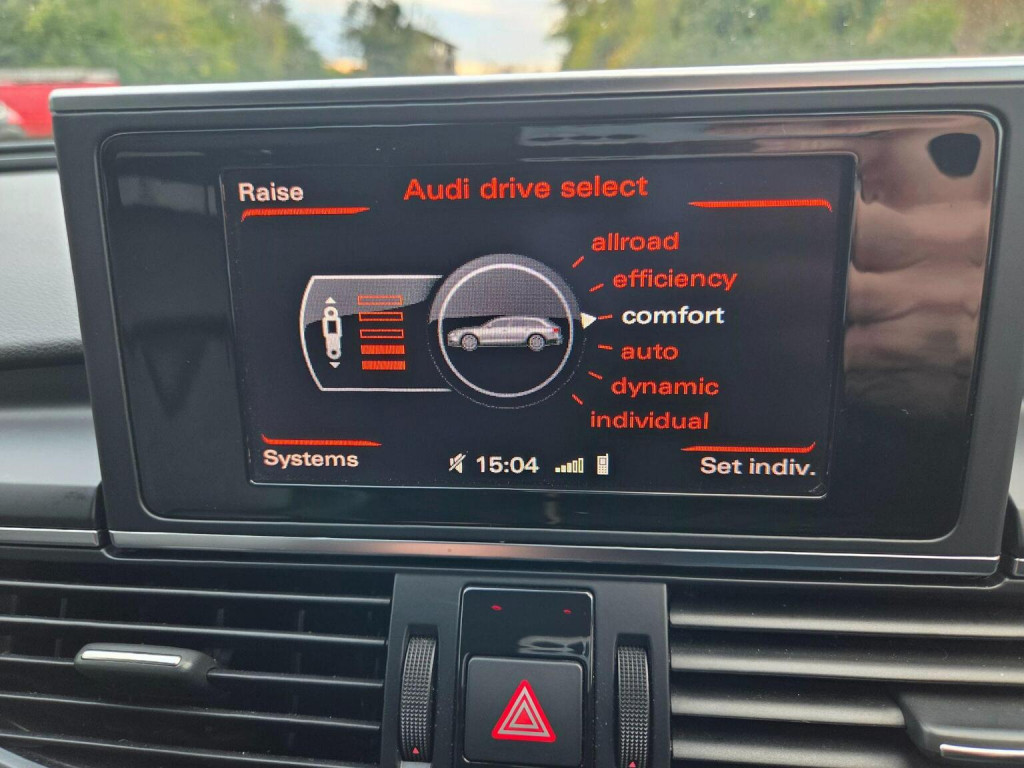 Raise
Audi drive select
allroad
efficiency
comfort
auto
dynamic
individual
Systems
15:04
Set indiv.